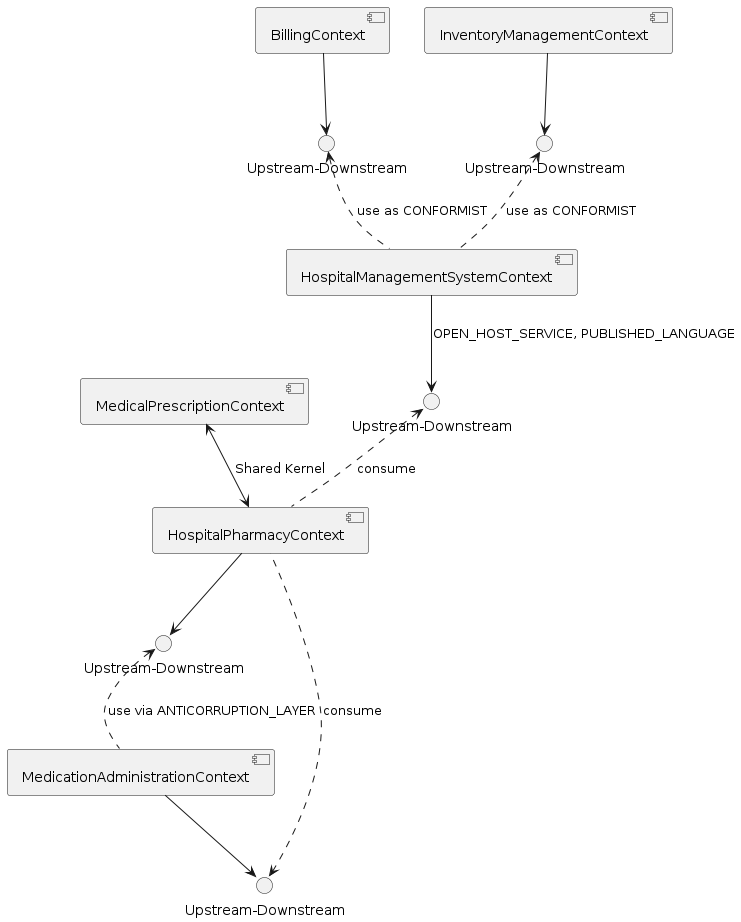 BillingContext
InventoryManagementContext
Upstream-Downstream
Upstream-Downstream
use as CONFORMIST
use as CONFORMIST
HospitalManagementSystemContext
OPEN_HOST_SERVICE, PUBLISHED_LANGUAGE
MedicalPrescriptionContext
Upstream-Downstream
Shared Kernel
consume
HospitalPharmacyContext
Upstream-Downstream
use via ANTICORRUPTION_LAYER
consume
MedicationAdministrationContext
Upstream-Downstream